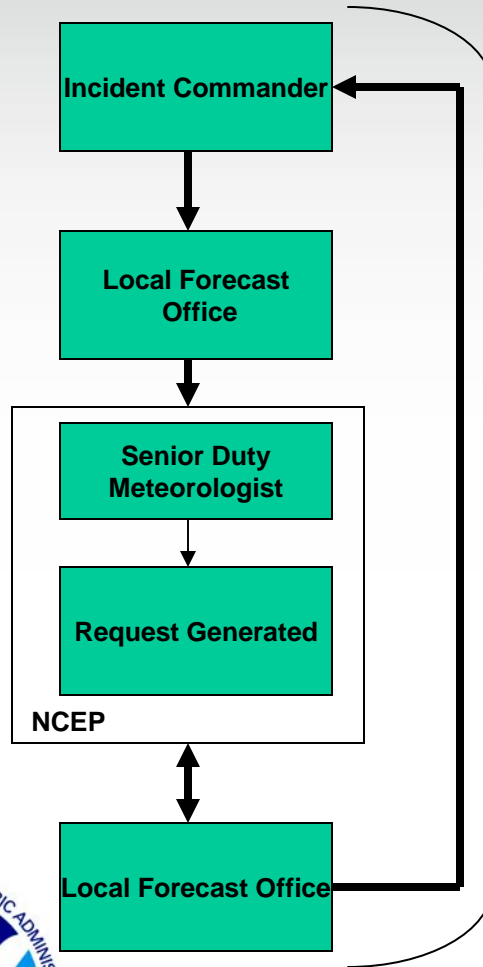 Incident Commander
Local Forecast
Office
Senior Duty
Meteorologist
Request Generated
NCEP
Local Forecast Office